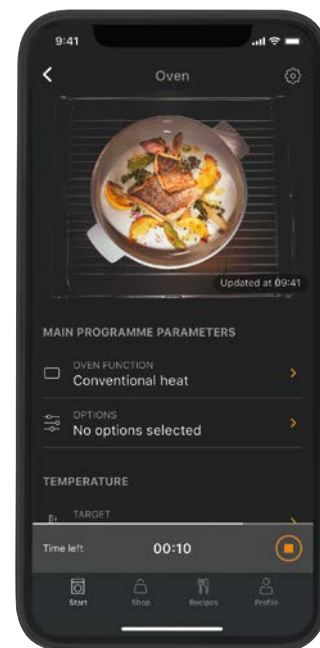 9:41
Oven
Updated at 09:41
MAIN PROGRAMME PARAMETERS
OVEN FUNCTION
Conventional heat
OPTIONS
No options selected
TEMPERATURE
TARGET
Time left 00:10
Start Shop Recipes Profile